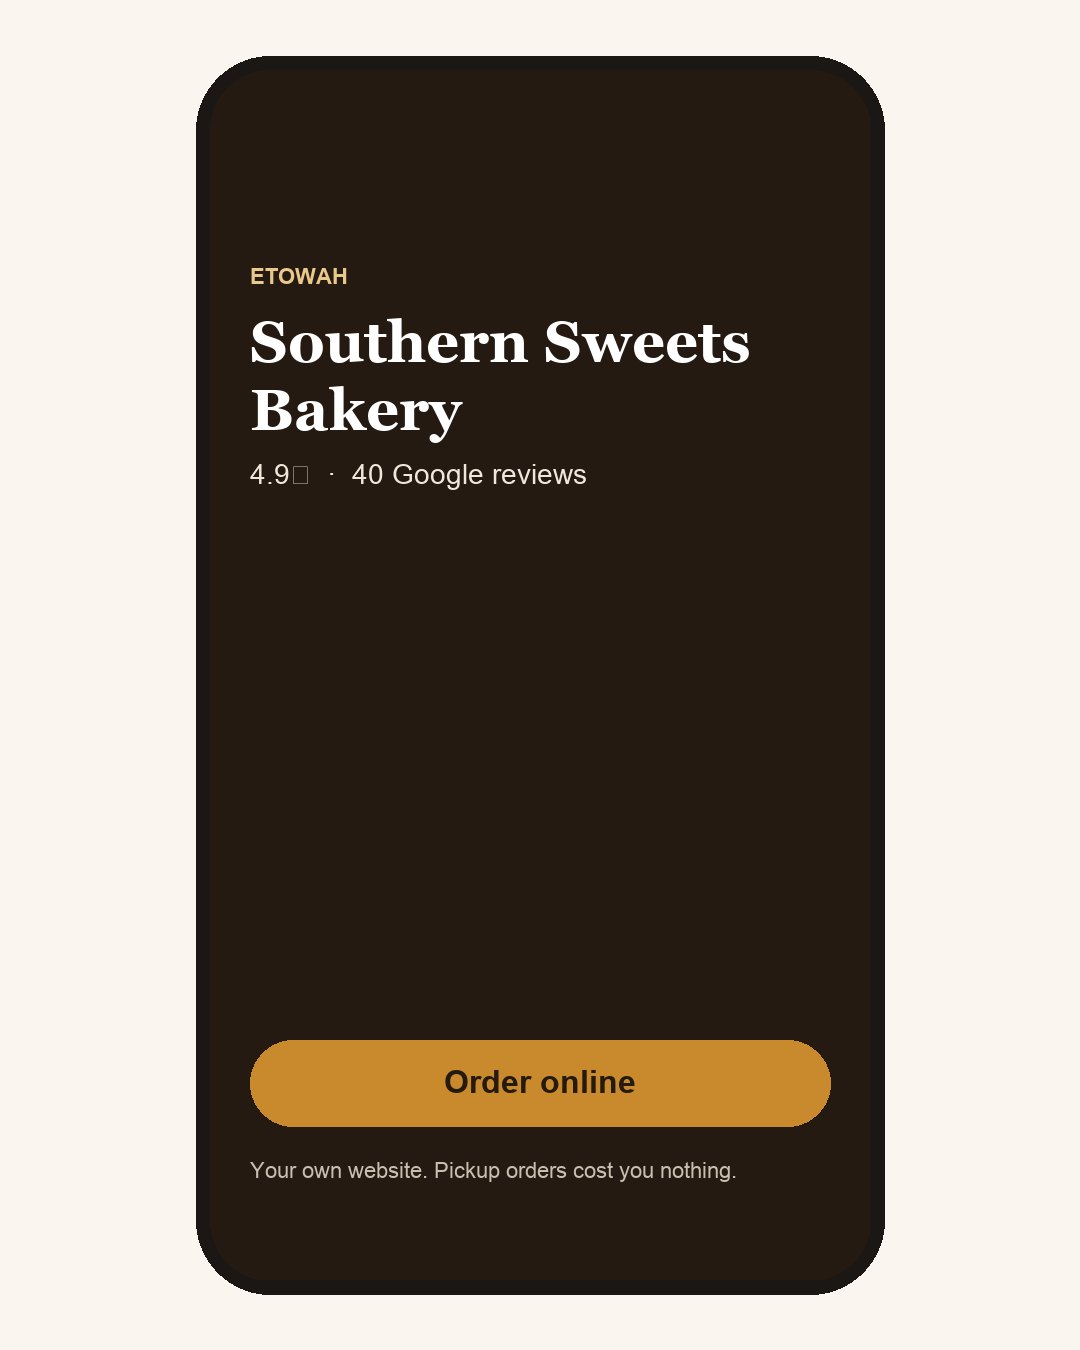 ETOWAH
Southern Sweets
Bakery
4.9□ · 40 Google reviews
Order online
Your own website. Pickup orders cost you nothing.